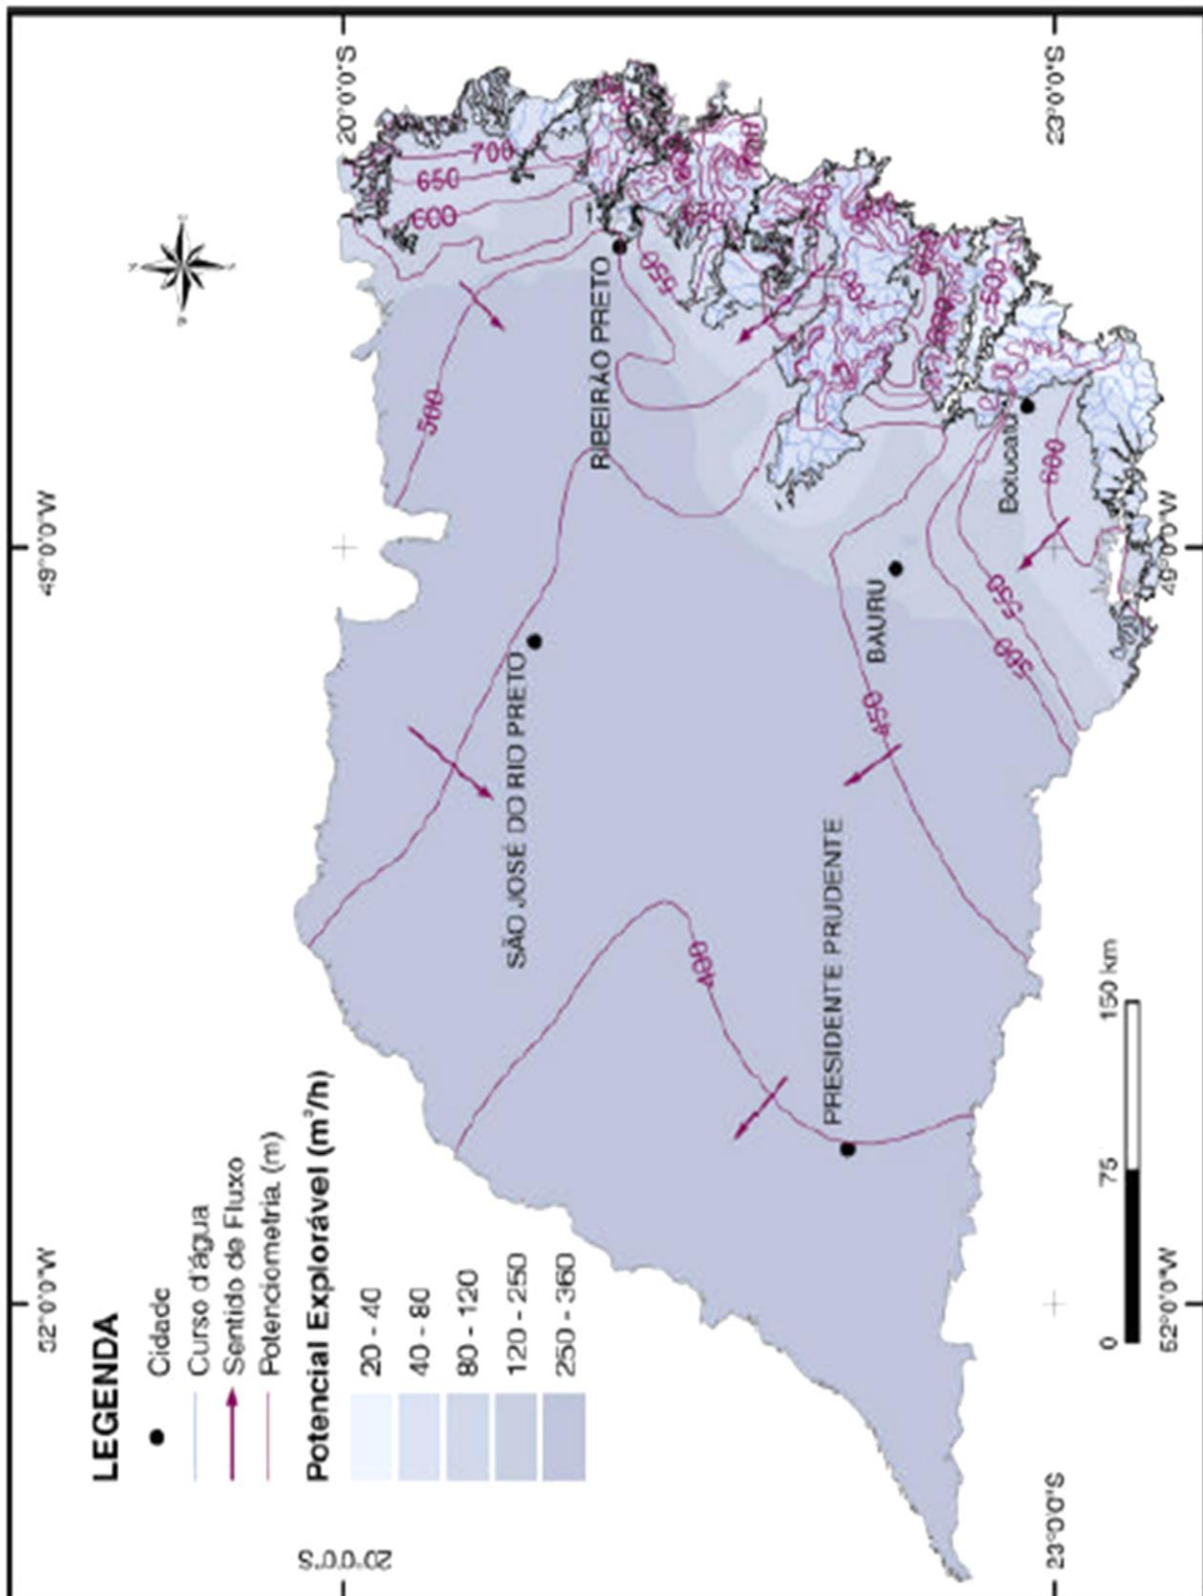 LEGENDA
Cidade
Curso d'água
Sentido de Fluxo
Potenciometria (m)
Potencial Explorável (m³/h)
20 - 40
40 - 80
80 - 120
120 - 250
250 - 360
52°0'0"W
49°0'0"W
20°0'0"S
20°0'0"S
23°0'0"S
23°0'0"S
52°0'0"W
49°0'0"W
700
650
600
500
RIBEIRÃO PRETO
550
650
SÃO JOSÉ DO RIO PRETO
400
450
BAURU
PRESIDENTE PRUDENTE
Botucatu
600
550
500
500
0 75 150 km